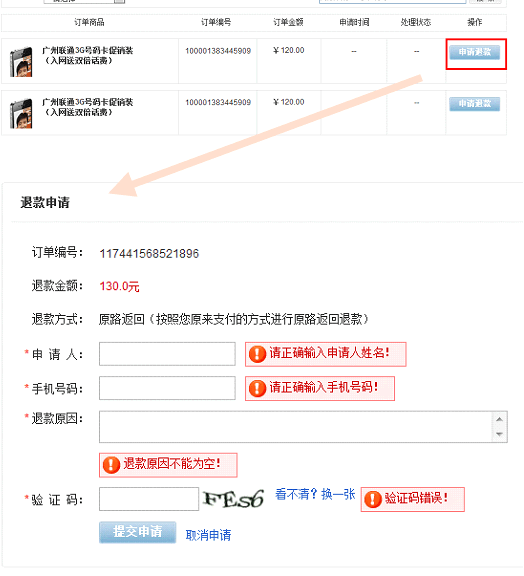 订单商品 订单编号 订单金额 申请时间 处理状态 操作
广州联通3G号码卡促销装
(入网送双倍话费)
100001383445909 ￥120.00 -- -- 申请退款
广州联通3G号码卡促销装
(入网送双倍话费)
100001383445909 ￥120.00 -- 申请退款
退款申请
订单编号： 117441568521896
退款金额： 130.0元
退款方式： 原路返回（按照您原来支付的方式进行原路返回退款）
*申 请 人： 请正确输入申请人姓名！
*手机号码： 请正确输入手机号码！
*退款原因：
退款原因不能为空！
*验 证 码： FEs6 看不清？换一张 验证码错误！
提交申请 取消申请